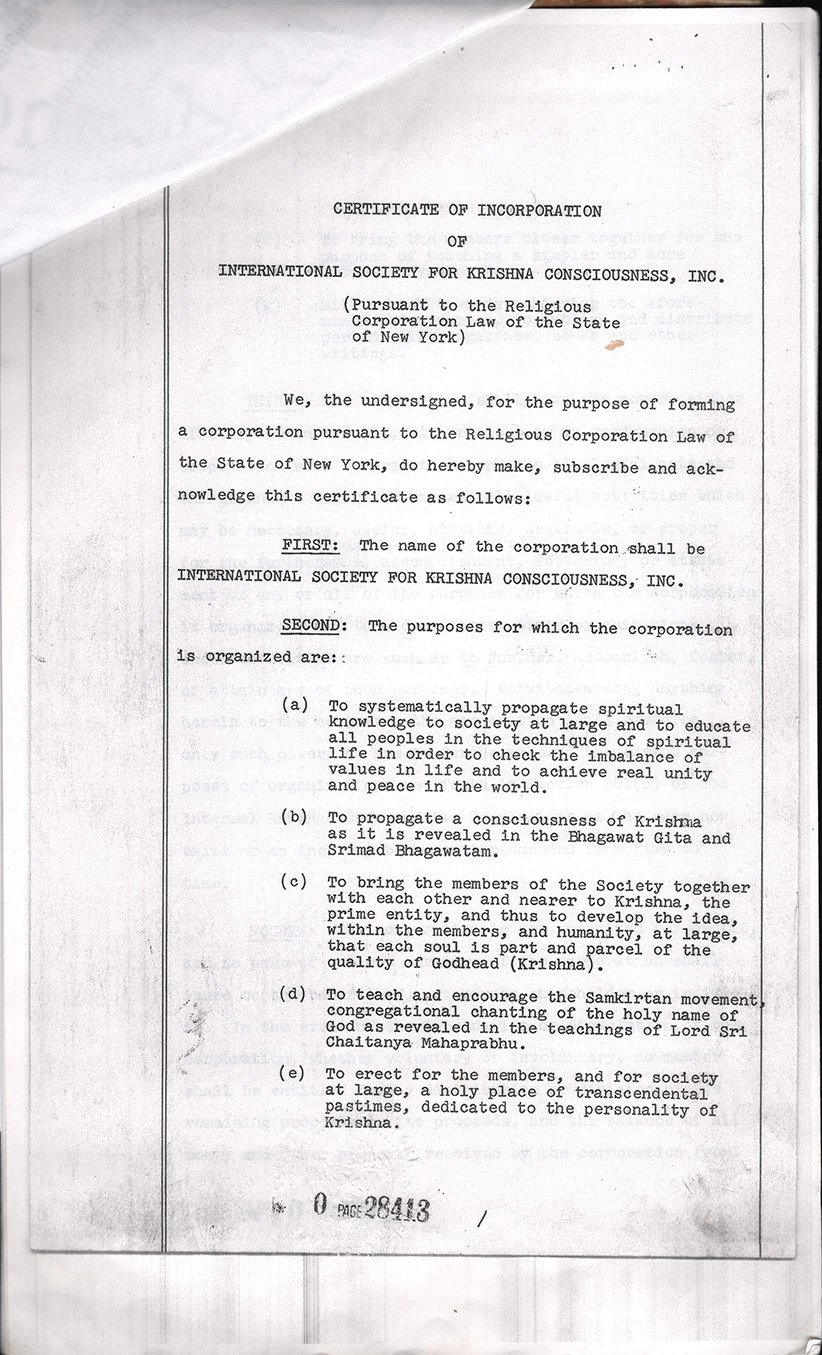 CERTIFICATE OF INCORPORATION
OF
INTERNATIONAL SOCIETY FOR KRISHNA CONSCIOUSNESS, INC.
(Pursuant to the Religious
Corporation Law of the State
of New York)
We, the undersigned, for the purpose of forming
a corporation pursuant to the Religious Corporation Law of
the State of New York, do hereby make, subscribe and ack-
nowledge this certificate as follows:
FIRST: The name of the corporation shall be
INTERNATIONAL SOCIETY FOR KRISHNA CONSCIOUSNESS, INC.
SECOND: The purposes for which the corporation
is organized are:
(a) To systematically propagate spiritual
knowledge to society at large and to educate
all peoples in the techniques of spiritual
life in order to check the imbalance of
values in life and to achieve real unity
and peace in the world.
(b) To propagate a consciousness of Krishna
as it is revealed in the Bhagawat Gita and
Srimad Bhagawatam.
(c) To bring the members of the Society together
with each other and nearer to Krishna, the
prime entity, and thus to develop the idea,
within the members, and humanity, at large,
that each soul is part and parcel of the
quality of Godhead (Krishna).
(d) To teach and encourage the Samkirtan movement,
congregational chanting of the holy name of
God as revealed in the teachings of Lord Sri
Chaitanya Mahaprabhu.
(e) To erect for the members, and for society
at large, a holy place of transcendental
pastimes, dedicated to the personality of
Krishna.
0 PAGE 28413 /